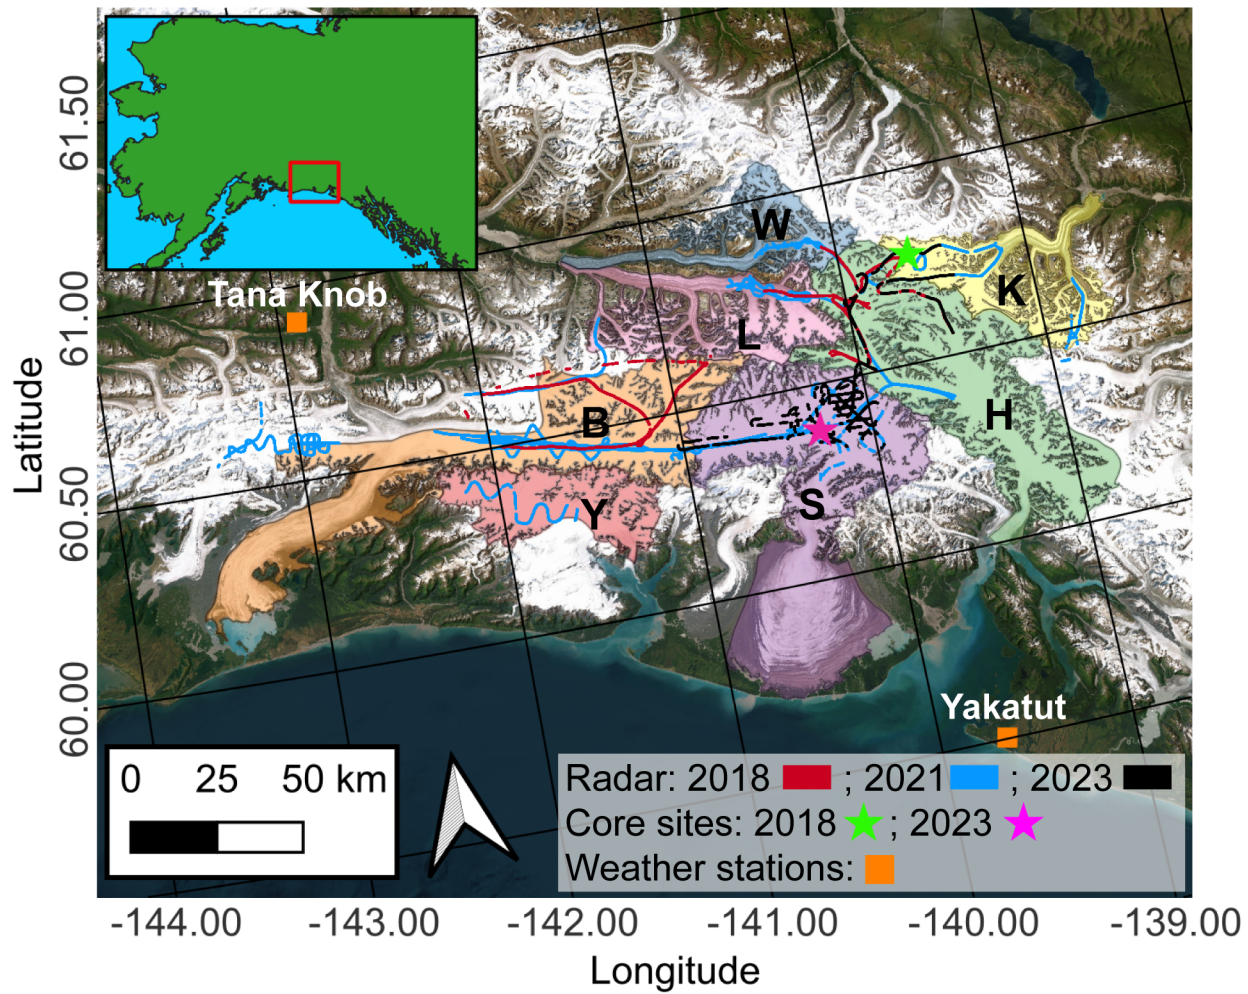 61.50
61.00
60.50
60.00
Latitude
Tana Knob
W
K
L
B
H
Y
S
Yakatut
0 25 50 km
Radar: 2018 ; 2021 ; 2023
Core sites: 2018 ; 2023
Weather stations:
-144.00 -143.00 -142.00 -141.00 -140.00 -139.00
Longitude